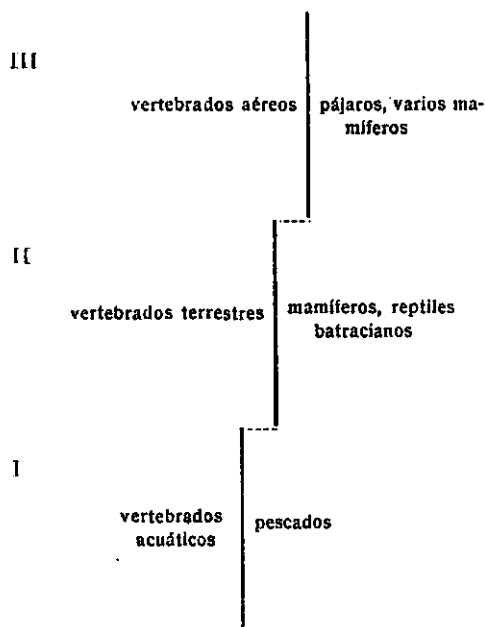 III
vertebrados aéreos
pájaros, varios ma-
míferos
II
vertebrados terrestres
mamíferos, reptiles
batracianos
I
vertebrados
acuáticos
pescados